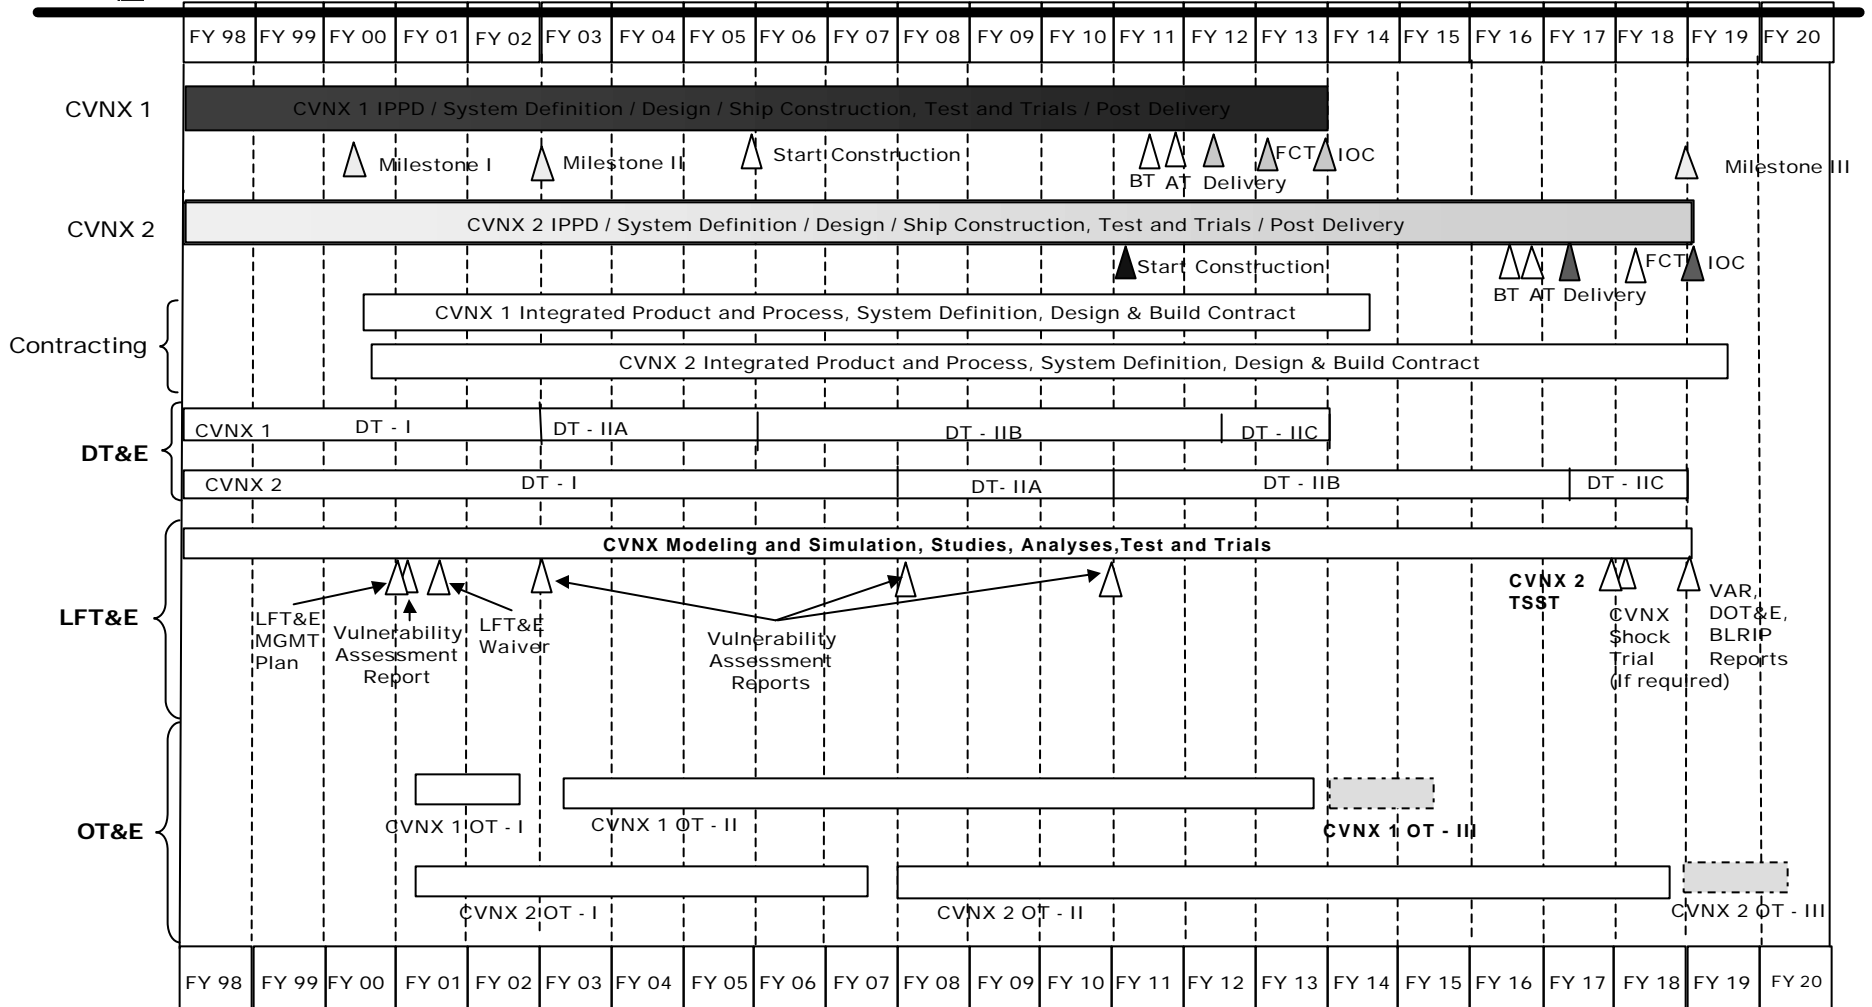 FY 98 FY 99 FY 00 FY 01 FY 02 FY 03 FY 04 FY 05 FY 06 FY 07 FY 08 FY 09 FY 10 FY 11 FY 12 FY 13 FY 14 FY 15 FY 16 FY 17 FY 18 FY 19 FY 20
CVNX 1
CVNX 1 IPPD / System Definition / Design / Ship Construction, Test and Trials / Post Delivery
Milestone I
Milestone II
Start Construction
BT AT Delivery
FCT
IOC
Milestone III
CVNX 2
CVNX 2 IPPD / System Definition / Design / Ship Construction, Test and Trials / Post Delivery
Start Construction
BT AT Delivery
FCT
IOC
Contracting
CVNX 1 Integrated Product and Process, System Definition, Design & Build Contract
CVNX 2 Integrated Product and Process, System Definition, Design & Build Contract
DT&E
CVNX 1 DT - I DT - IIA DT - IIB DT - IIC
CVNX 2 DT - I DT- IIA DT - IIB DT - IIC
LFT&E
CVNX Modeling and Simulation, Studies, Analyses,Test and Trials
LFT&E
MGMT
Plan
Vulnerability
Assessment
Report
LFT&E
Waiver
Vulnerability
Assessment
Reports
CVNX 2
TSST
CVNX
Shock
Trial
(If required)
VAR,
DOT&E,
BLRIP
Reports
OT&E
CVNX 1 OT - I
CVNX 1 OT - II
CVNX 1 OT - III
CVNX 2 OT - I
CVNX 2 OT - II
CVNX 2 OT - III
FY 98 FY 99 FY 00 FY 01 FY 02 FY 03 FY 04 FY 05 FY 06 FY 07 FY 08 FY 09 FY 10 FY 11 FY 12 FY 13 FY 14 FY 15 FY 16 FY 17 FY 18 FY 19 FY 20